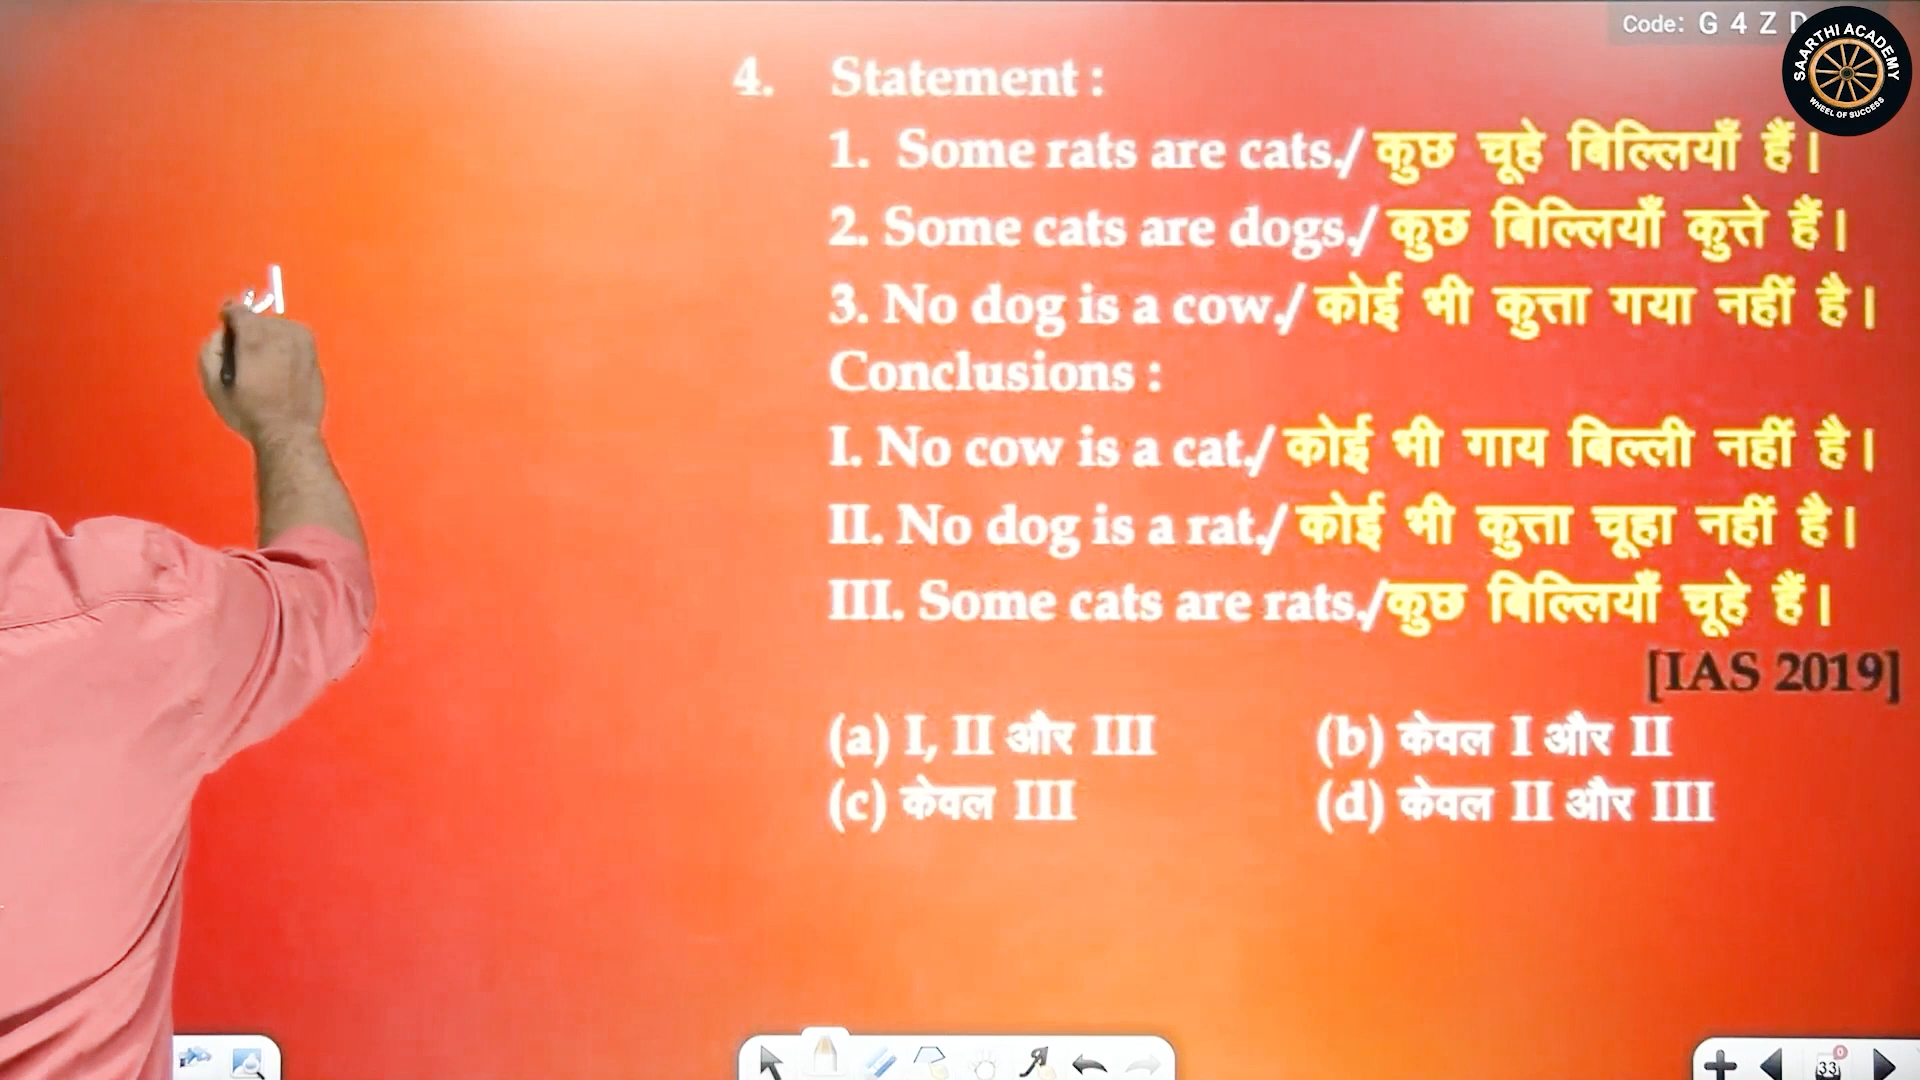 Code: G 4 Z
SAARTHI ACADEMY
WHEEL OF SUCCESS
4. Statement :
1. Some rats are cats./ कुछ चूहे बिल्लियाँ हैं।
2. Some cats are dogs./ कुछ बिल्लियाँ कुत्ते हैं।
3. No dog is a cow./ कोई भी कुत्ता गया नहीं है।
Conclusions :
I. No cow is a cat./ कोई भी गाय बिल्ली नहीं है।
II. No dog is a rat./ कोई भी कुत्ता चूहा नहीं है।
III. Some cats are rats./कुछ बिल्लियाँ चूहे हैं।
[IAS 2019]
(a) I, II और III (b) केवल I और II
(c) केवल III (d) केवल II और III
33